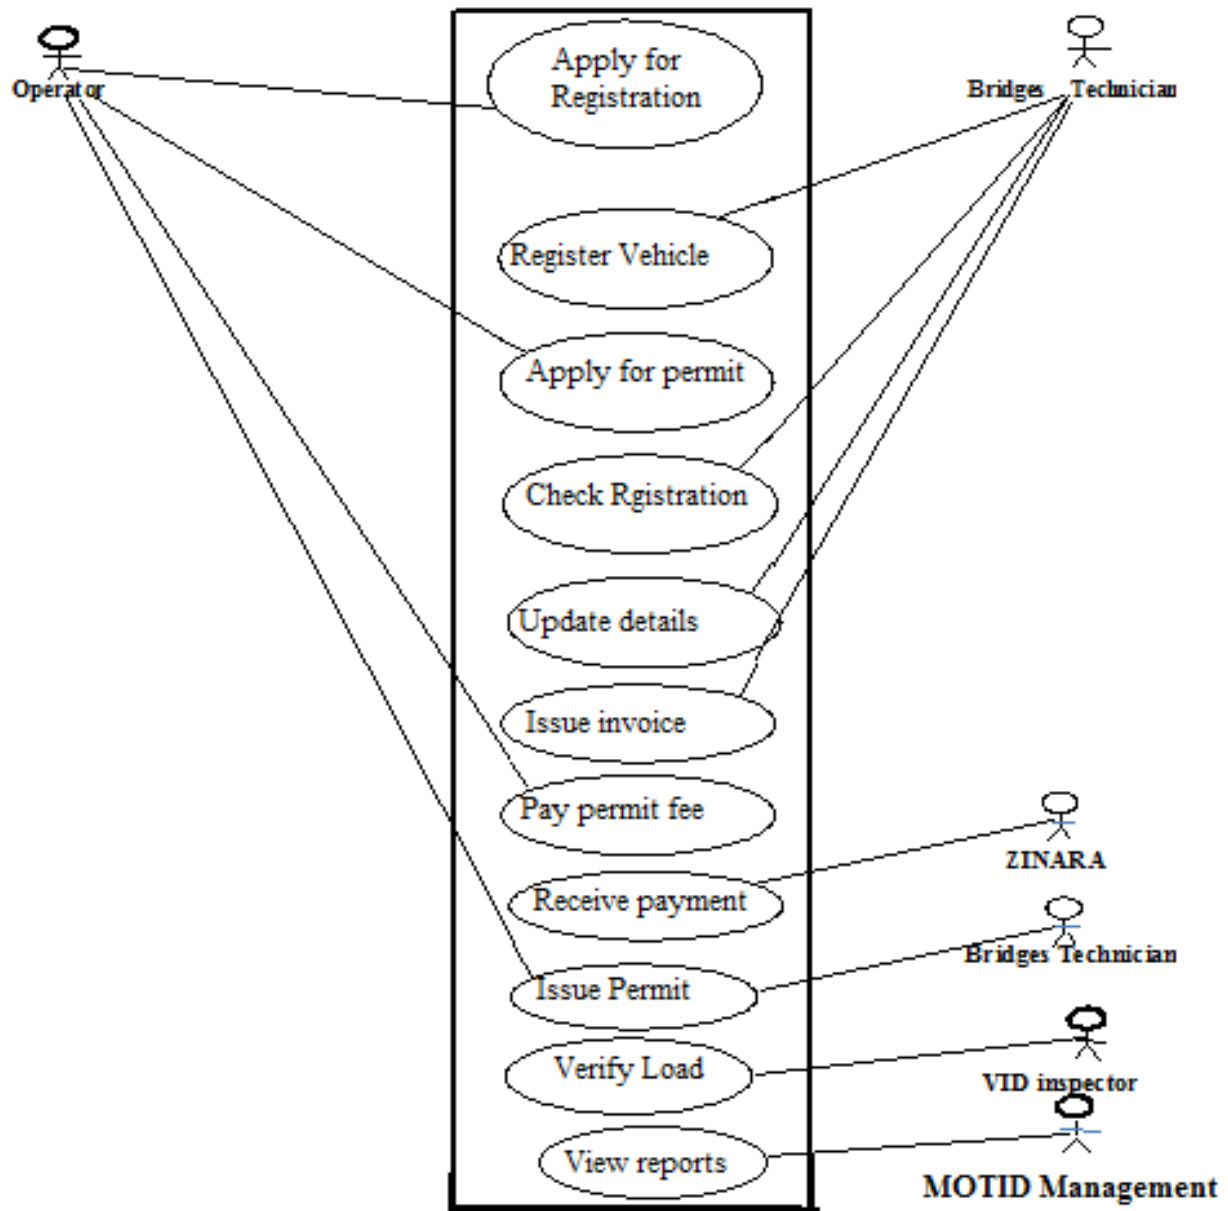 Operator
Bridges Technician
Apply for
Registration
Register Vehicle
Apply for permit
Check Rgistration
Update details
Issue invoice
Pay permit fee
Receive payment
ZINARA
Issue Permit
Bridges Technician
Verify Load
VID inspector
View reports
MOTID Management